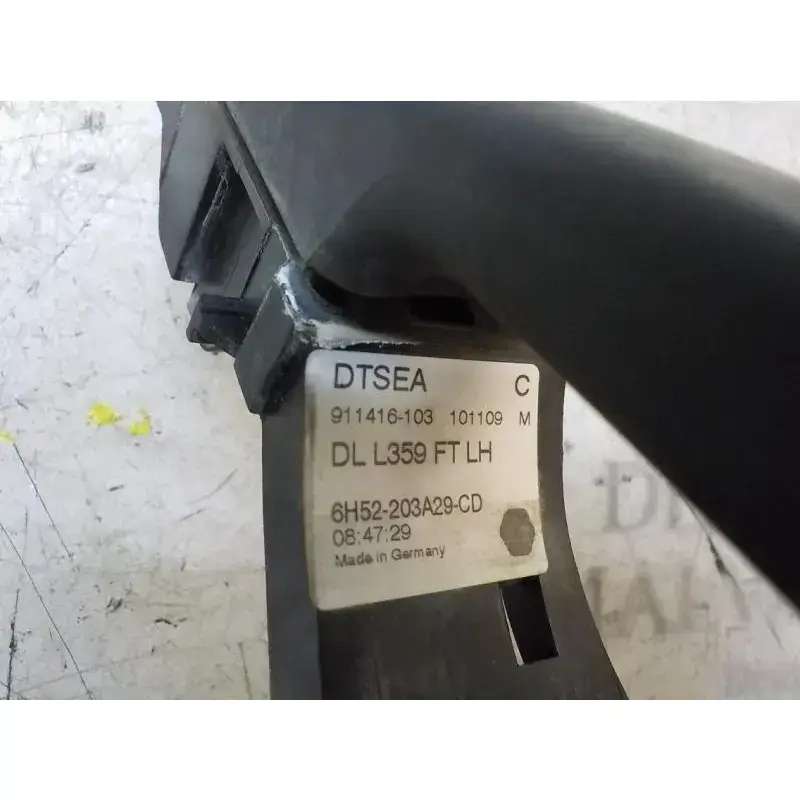 DTSEA C
911416-103 101109 M
DL L359 FT LH
6H52-203A29-CD
08:47:29
Made in Germany